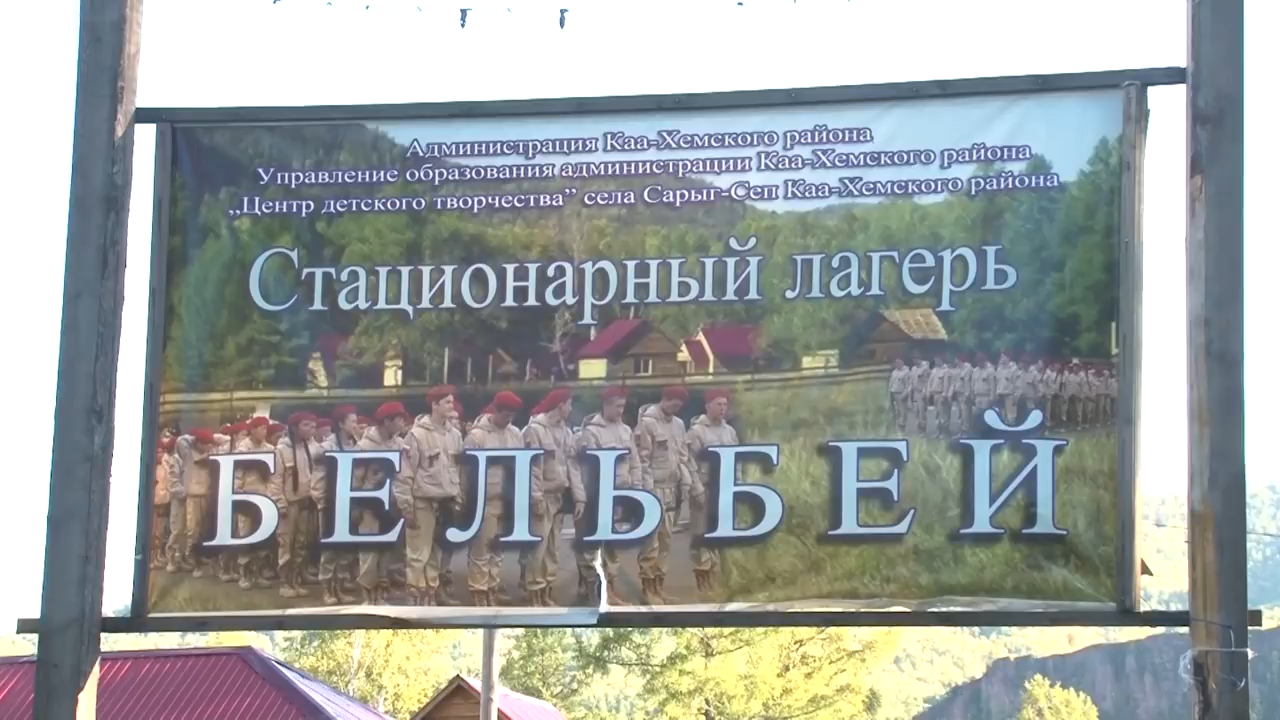 Администрация Каа-Хемского района
Управление образования администрации Каа-Хемского района
„Центр детского творчества” села Сарыг-Сеп Каа-Хемского района
Стационарный лагерь
БЕЛЬБЕЙ